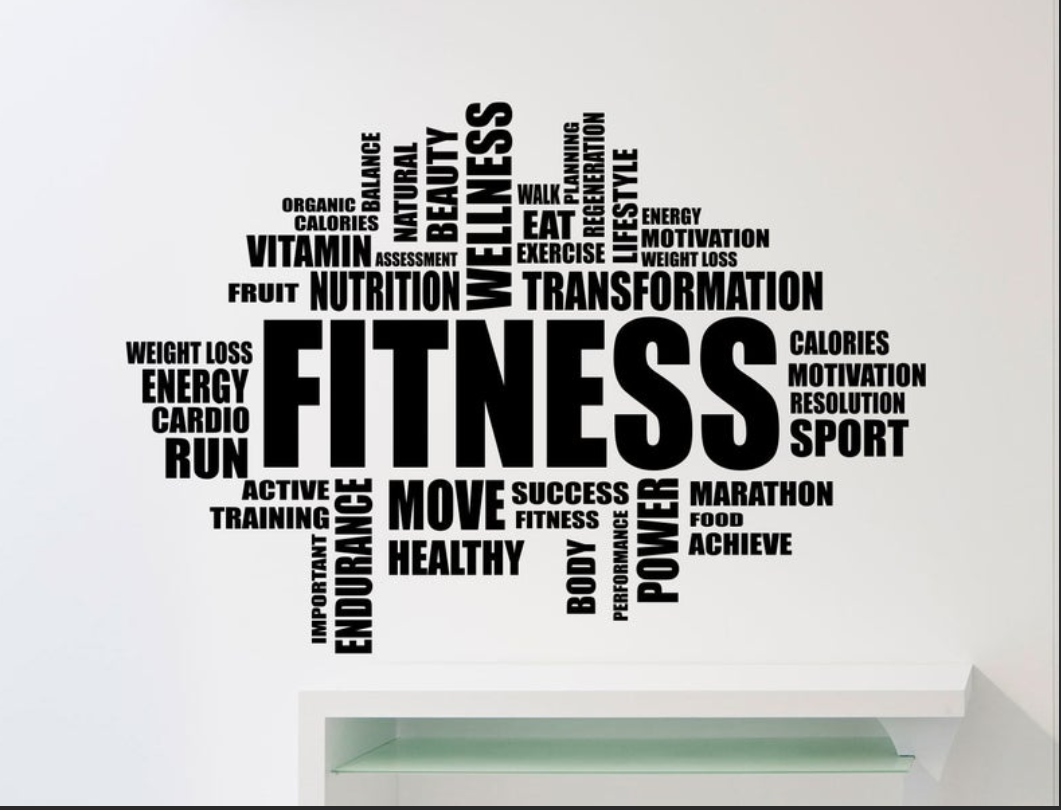 BALANCE
NATURAL
BEAUTY
WELLNESS
PLANNING
REGENERATION
LIFESTYLE
ORGANIC
WALK
CALORIES
EAT
ENERGY
VITAMIN
ASSESSMENT
EXERCISE
MOTIVATION
WEIGHT LOSS
FRUIT
NUTRITION
TRANSFORMATION
WEIGHT LOSS
ENERGY
CARDIO
RUN
FITNESS
CALORIES
MOTIVATION
RESOLUTION
SPORT
ACTIVE
TRAINING
IMPORTANT
ENDURANCE
MOVE
HEALTHY
SUCCESS
FITNESS
BODY
PERFORMANCE
POWER
MARATHON
FOOD
ACHIEVE